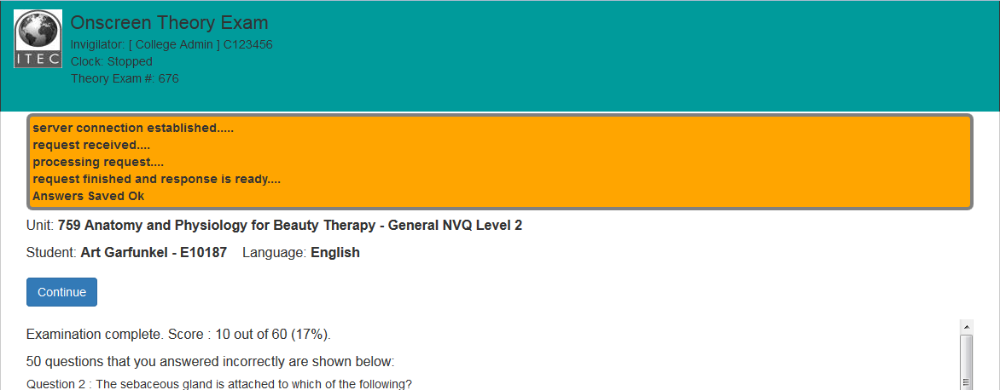 ITEC
Onscreen Theory Exam
Invigilator: [ College Admin ] C123456
Clock: Stopped
Theory Exam #: 676
server connection established.....
request received....
processing request....
request finished and response is ready....
Answers Saved Ok
Unit: 759 Anatomy and Physiology for Beauty Therapy - General NVQ Level 2
Student: Art Garfunkel - E10187 Language: English
Continue
Examination complete. Score : 10 out of 60 (17%).
50 questions that you answered incorrectly are shown below:
Question 2 : The sebaceous gland is attached to which of the following?